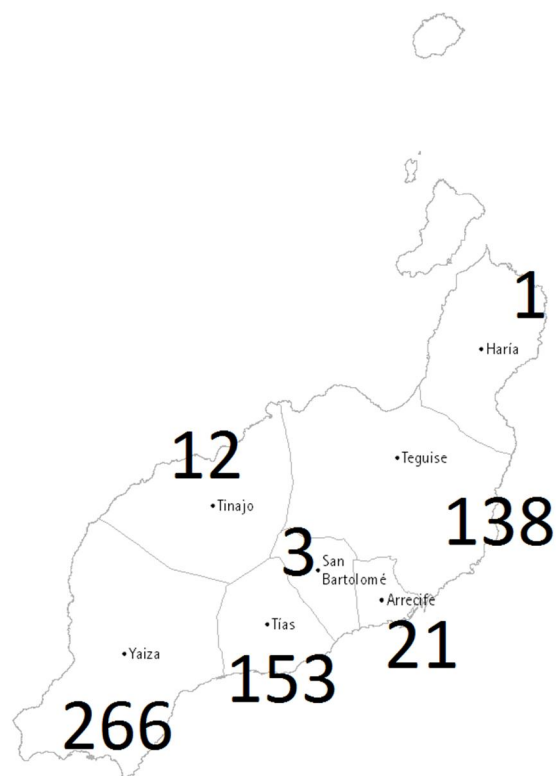 1
Haría
12
Teguise
Tinajo
138
3
San
Bartolomé
Arrecife
Tías
21
Yaiza
153
266